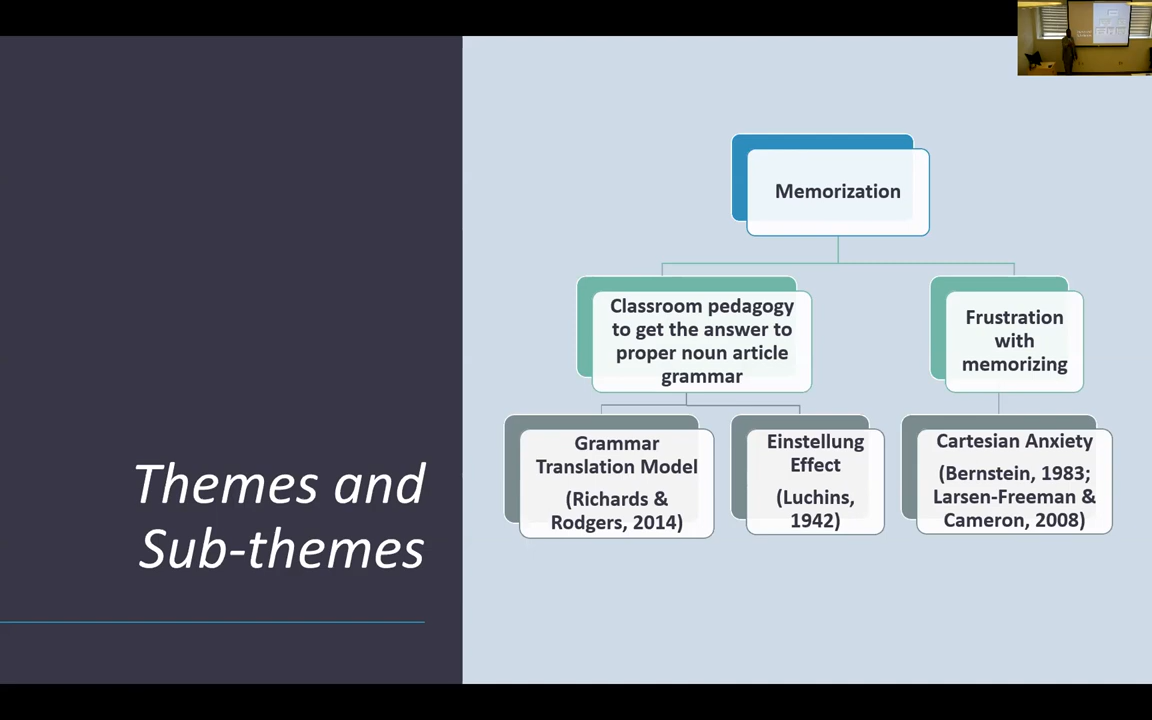 Themes and
Sub-themes
Memorization
Classroom pedagogy
to get the answer to
proper noun article
grammar
Frustration
with
memorizing
Grammar
Translation Model
(Richards &
Rodgers, 2014)
Einstellung
Effect
(Luchins,
1942)
Cartesian Anxiety
(Bernstein, 1983;
Larsen-Freeman &
Cameron, 2008)